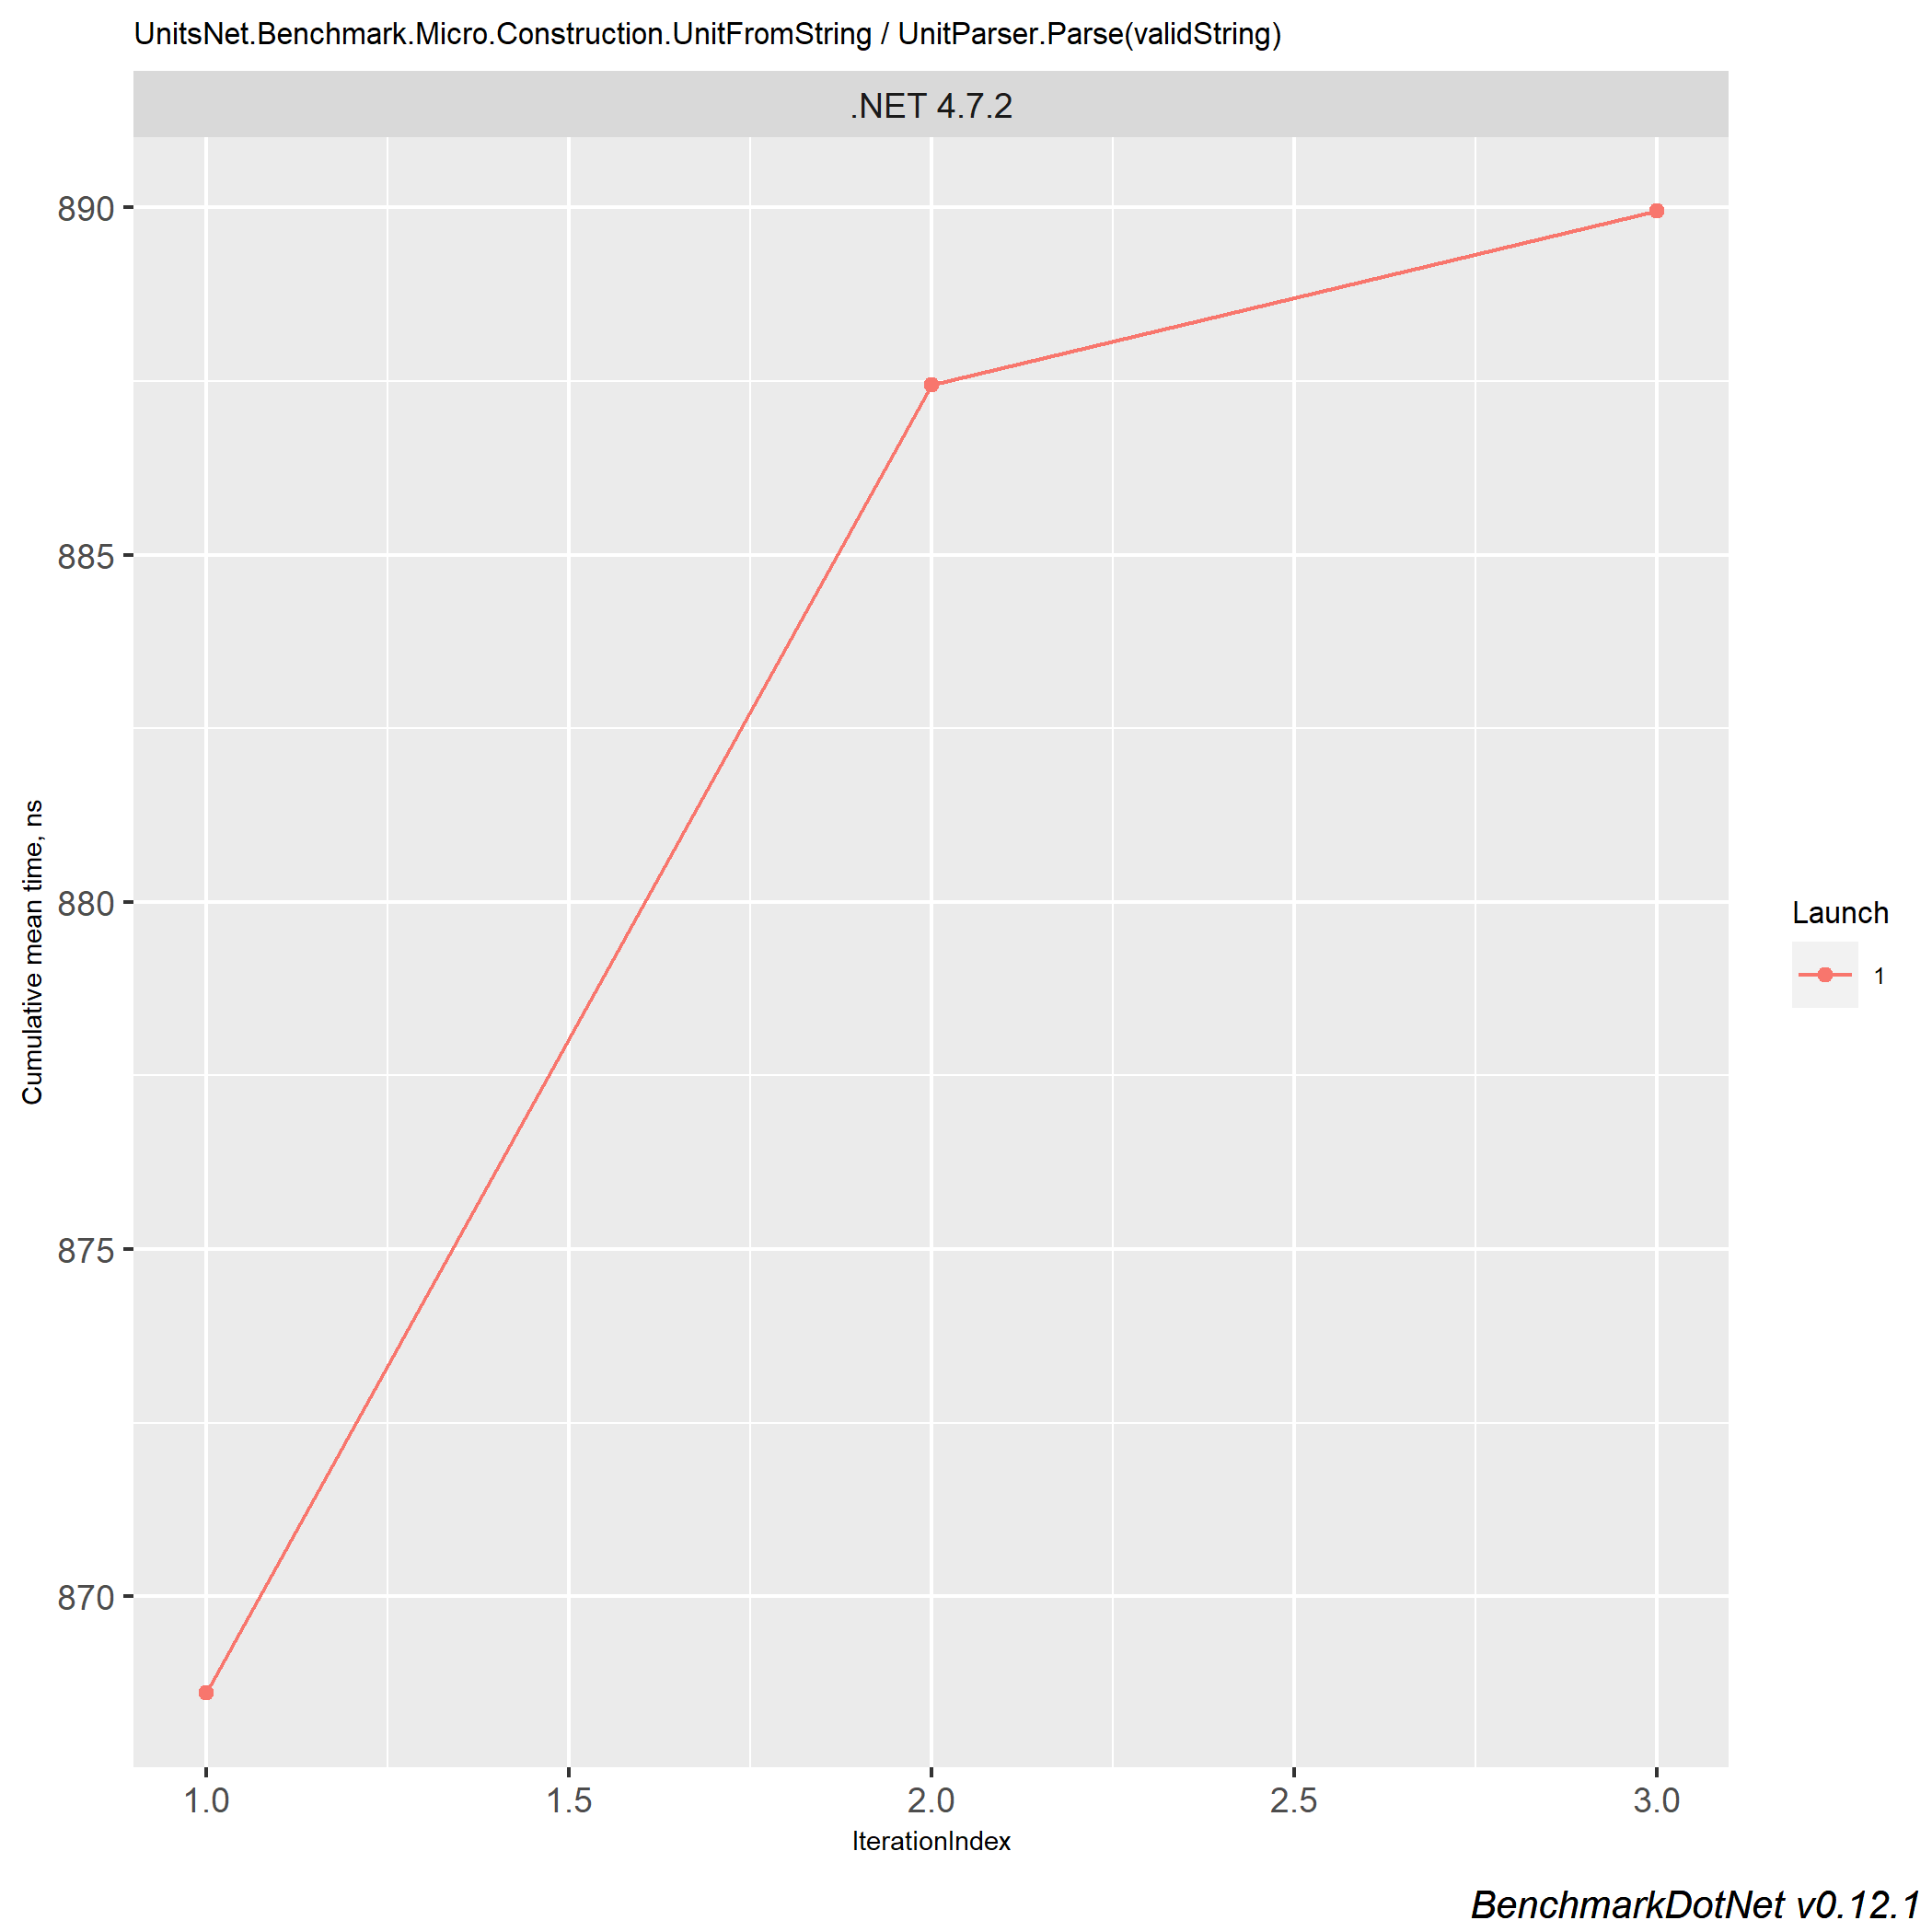 UnitsNet.Benchmark.Micro.Construction.UnitFromString / UnitParser.Parse(validString)
.NET 4.7.2
890
885
880
875
870
Cumulative mean time, ns
1.0 1.5 2.0 2.5 3.0
IterationIndex
Launch
1
BenchmarkDotNet v0.12.1